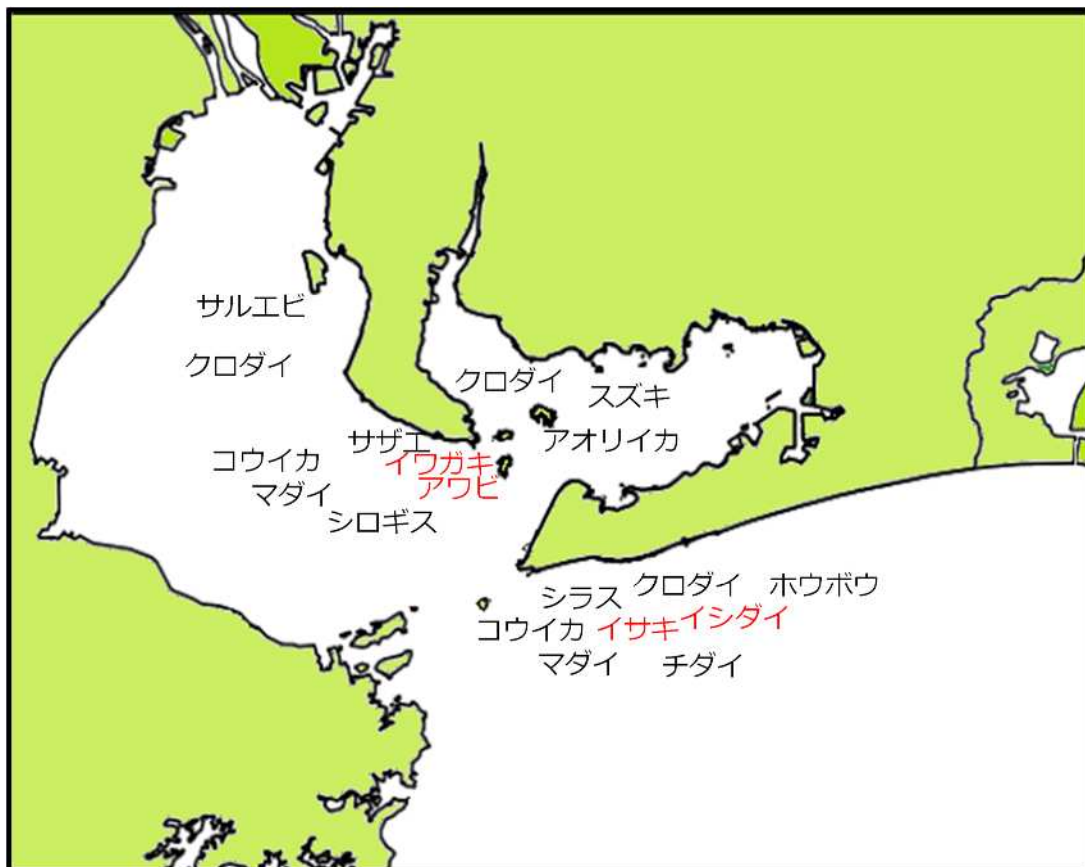 サルエビ
クロダイ
クロダイ
スズキ
サザエ
アオリイカ
コウイカ
イワガキ
マダイ
アワビ
シロギス
シラス
クロダイ
ホウボウ
コウイカ
イサキ
イシダイ
マダイ
チダイ